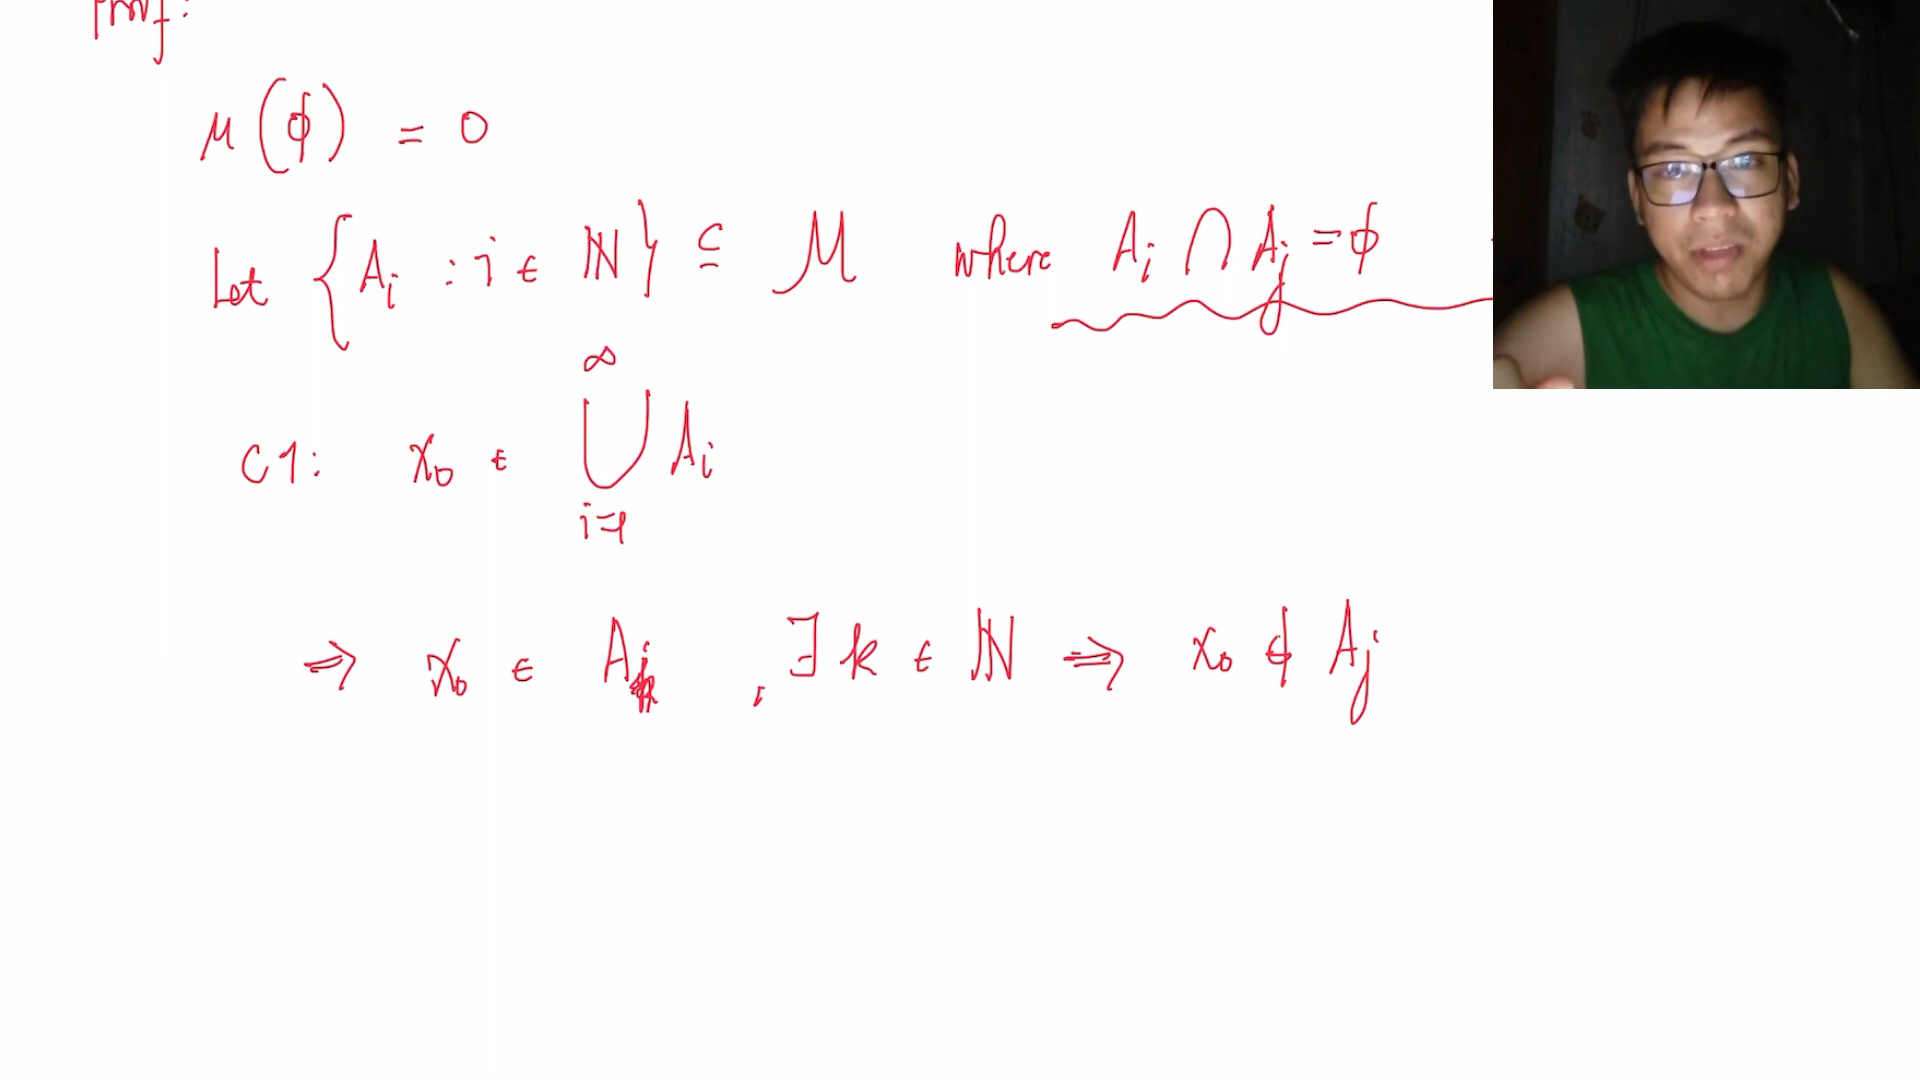 Proof:
μ(ϕ) = 0
Let {A_i : i ∈ ℕ} ⊆ M where A_i ∩ A_j = ϕ
∞
C1: x_0 ∈ ⋃ A_i
i=1
⇒ x_0 ∈ A_k , ∃ k ∈ ℕ ⇒ x_0 ∉ A_j